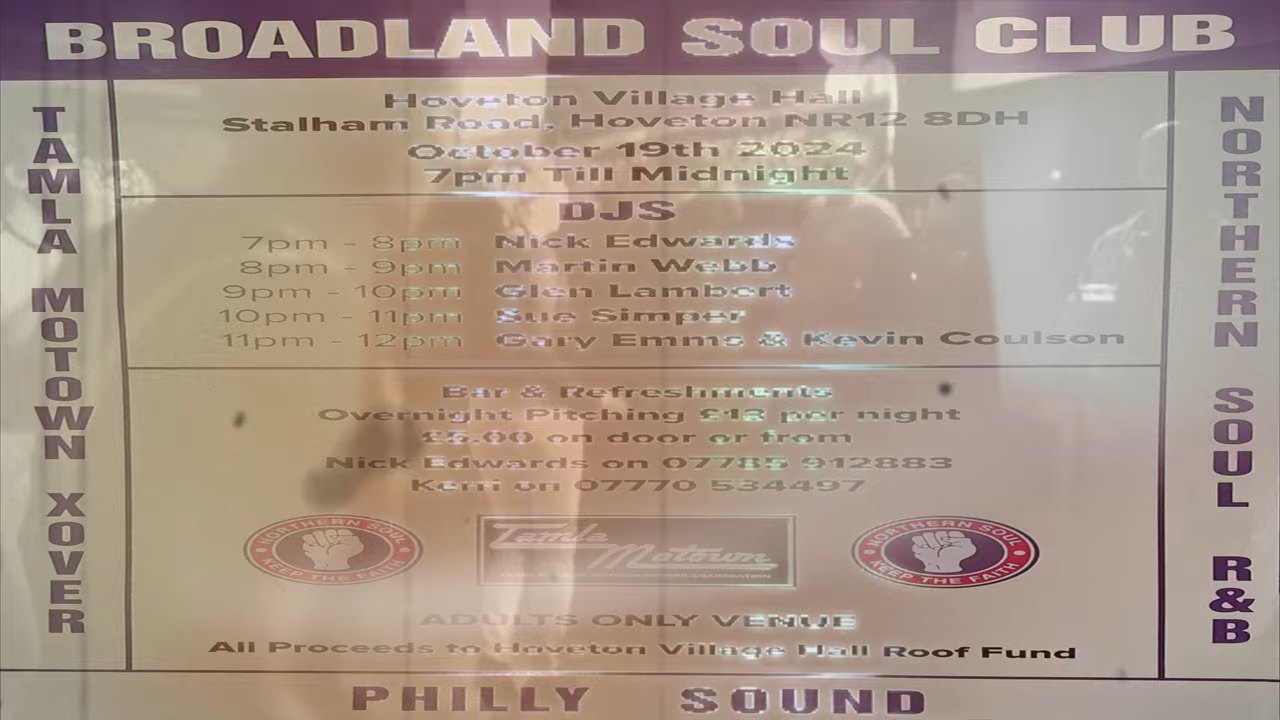 BROADLAND SOUL CLUB
Hoveton Village Hall
Stalham Road, Hoveton NR12 8DH
October 19th 2024
7pm Till Midnight
DJS
7pm - 8pm Nick Edwards
8pm - 9pm Martin Webb
9pm - 10pm Glen Lambert
10pm - 11pm Sue Simper
11pm - 12pm Gary Emms & Kevin Coulson
Bar & Refreshments
Overnight Pitching £18 per night
£5.00 on door or from
Nick Edwards on 07785 912883
Kerri on 07770 534497
NORTHERN SOUL
KEEP THE FAITH
Tamla
Motown
NORTHERN SOUL
KEEP THE FAITH
ADULTS ONLY VENUE
All Proceeds to Hoveton Village Hall Roof Fund
TAMLA MOTOWN XOVER
NORTHERN SOUL R&B
PHILLY SOUND